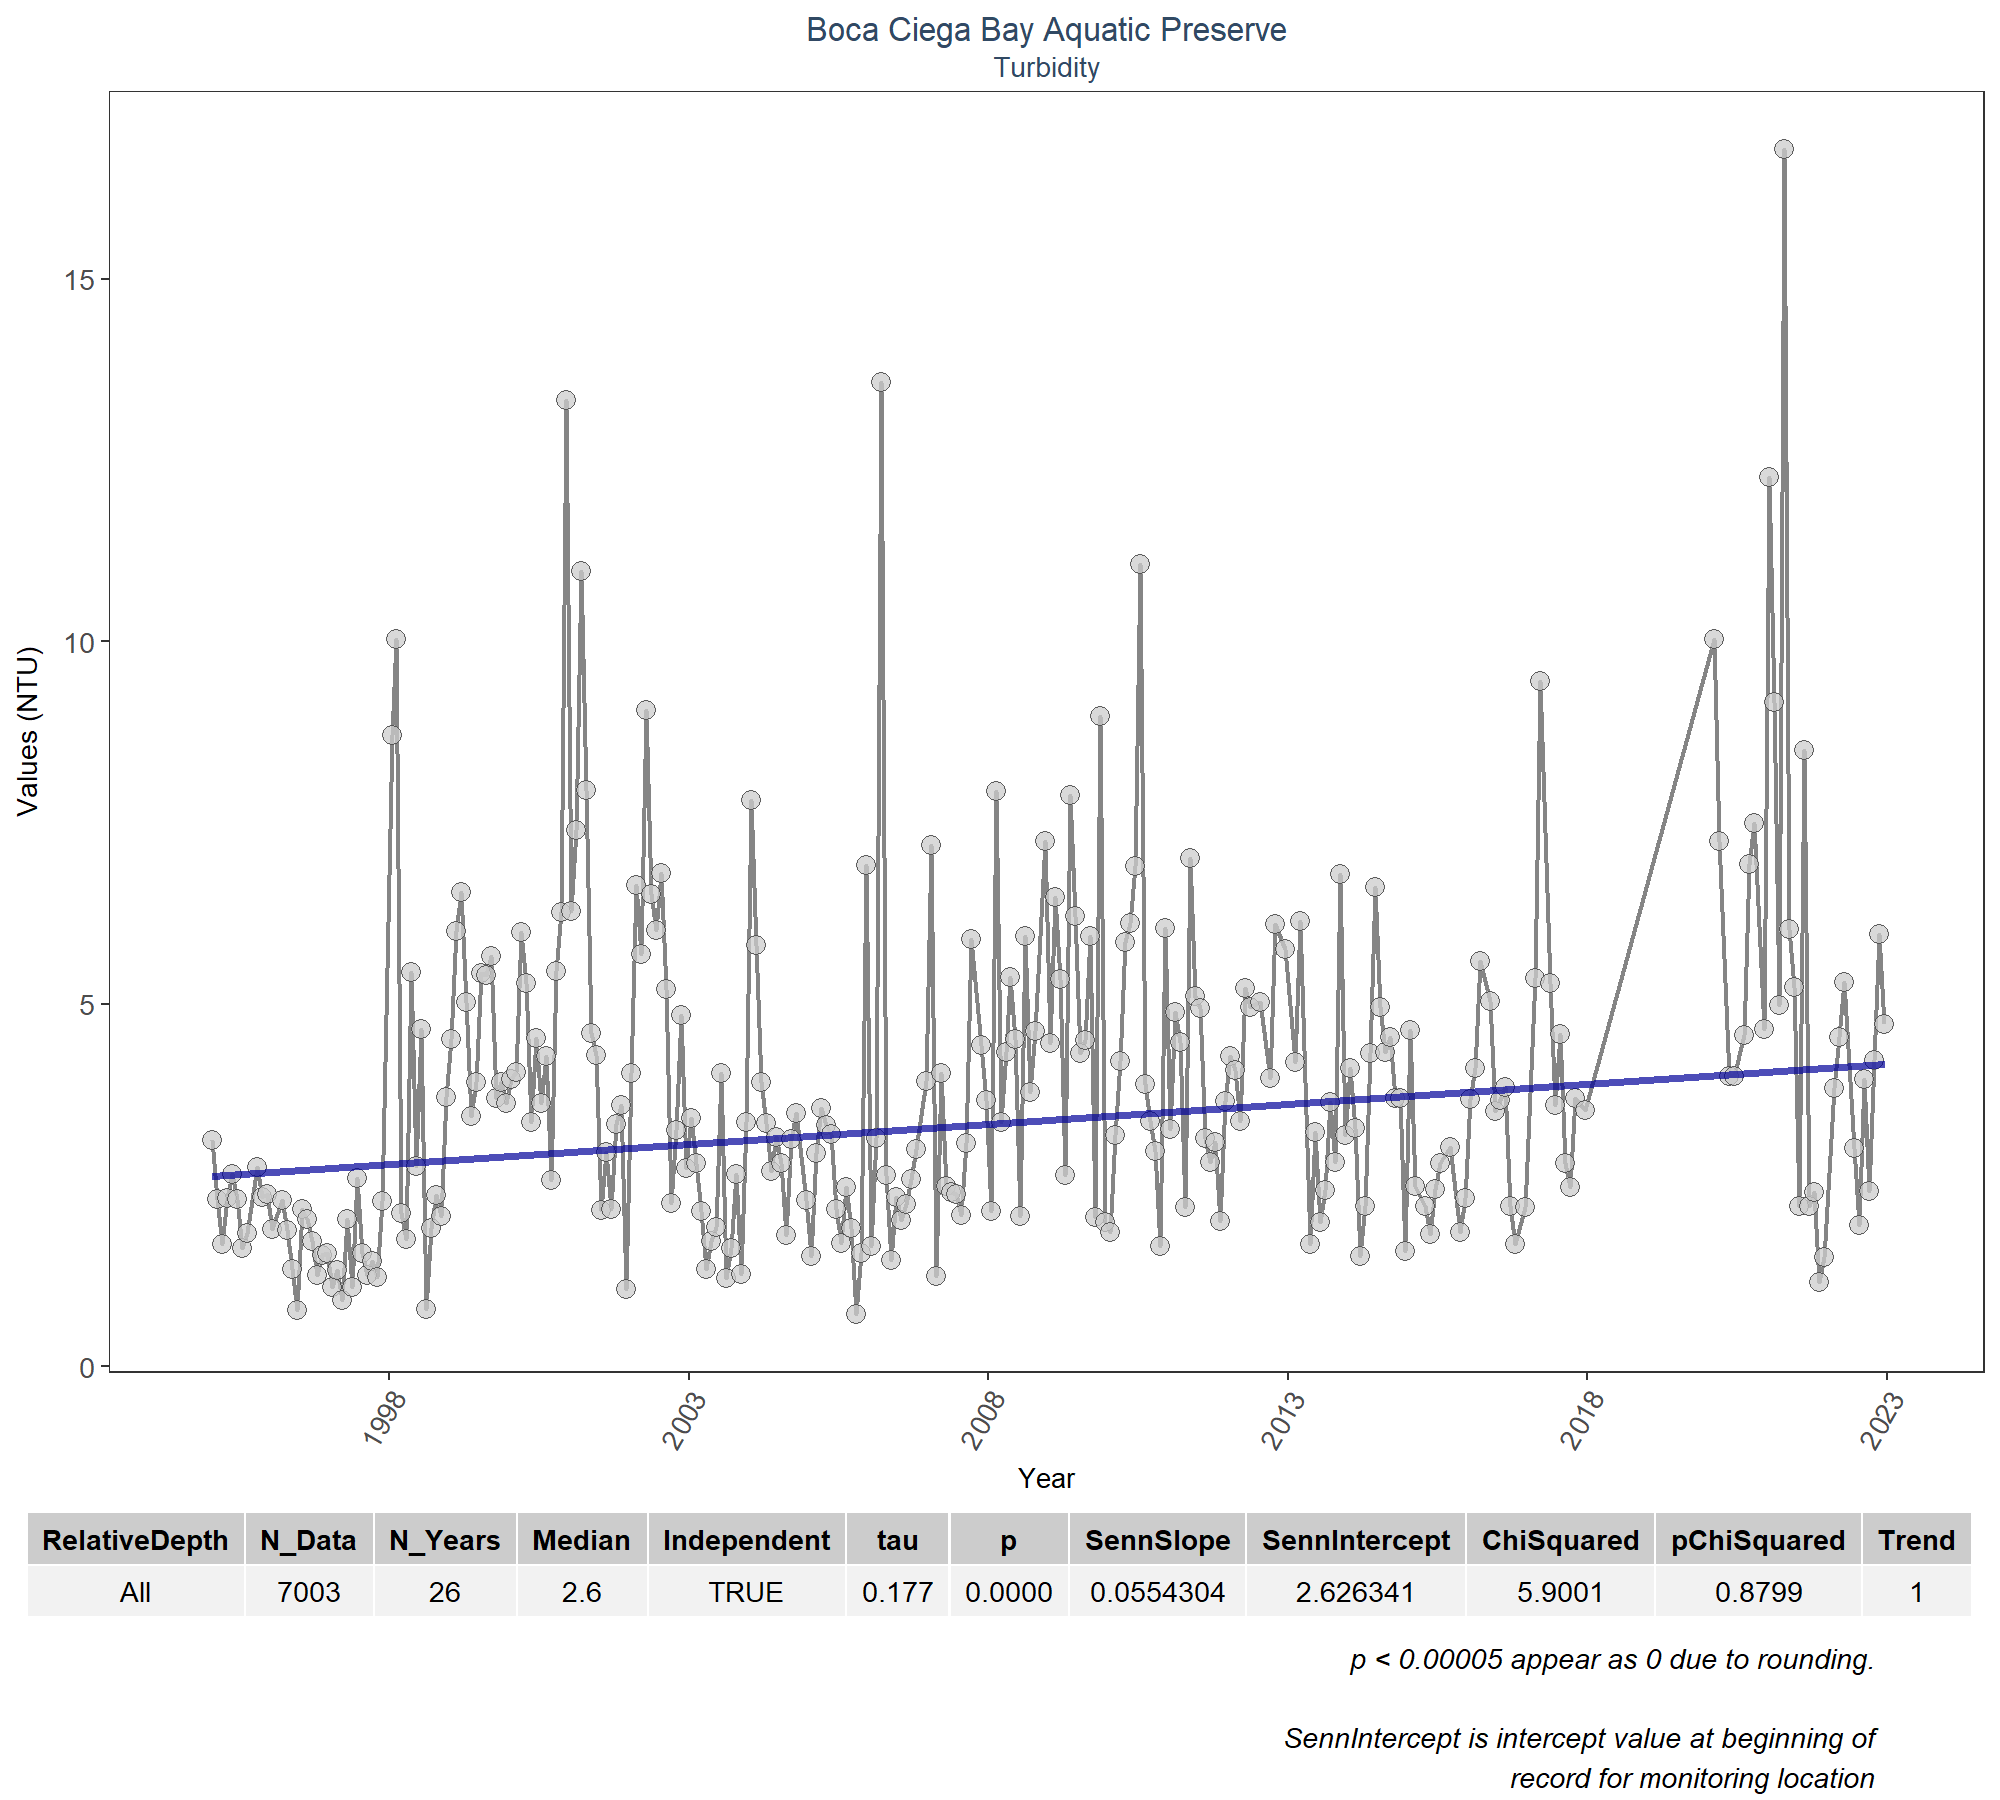 Boca Ciega Bay Aquatic Preserve
Turbidity
15
10
5
0
Values (NTU)
1998 2003 2008 2013 2018 2023
Year
RelativeDepth N_Data N_Years Median Independent tau p SennSlope SennIntercept ChiSquared pChiSquared Trend
All 7003 26 2.6 TRUE 0.177 0.0000 0.0554304 2.626341 5.9001 0.8799 1
p < 0.00005 appear as 0 due to rounding.
SennIntercept is intercept value at beginning of
record for monitoring location